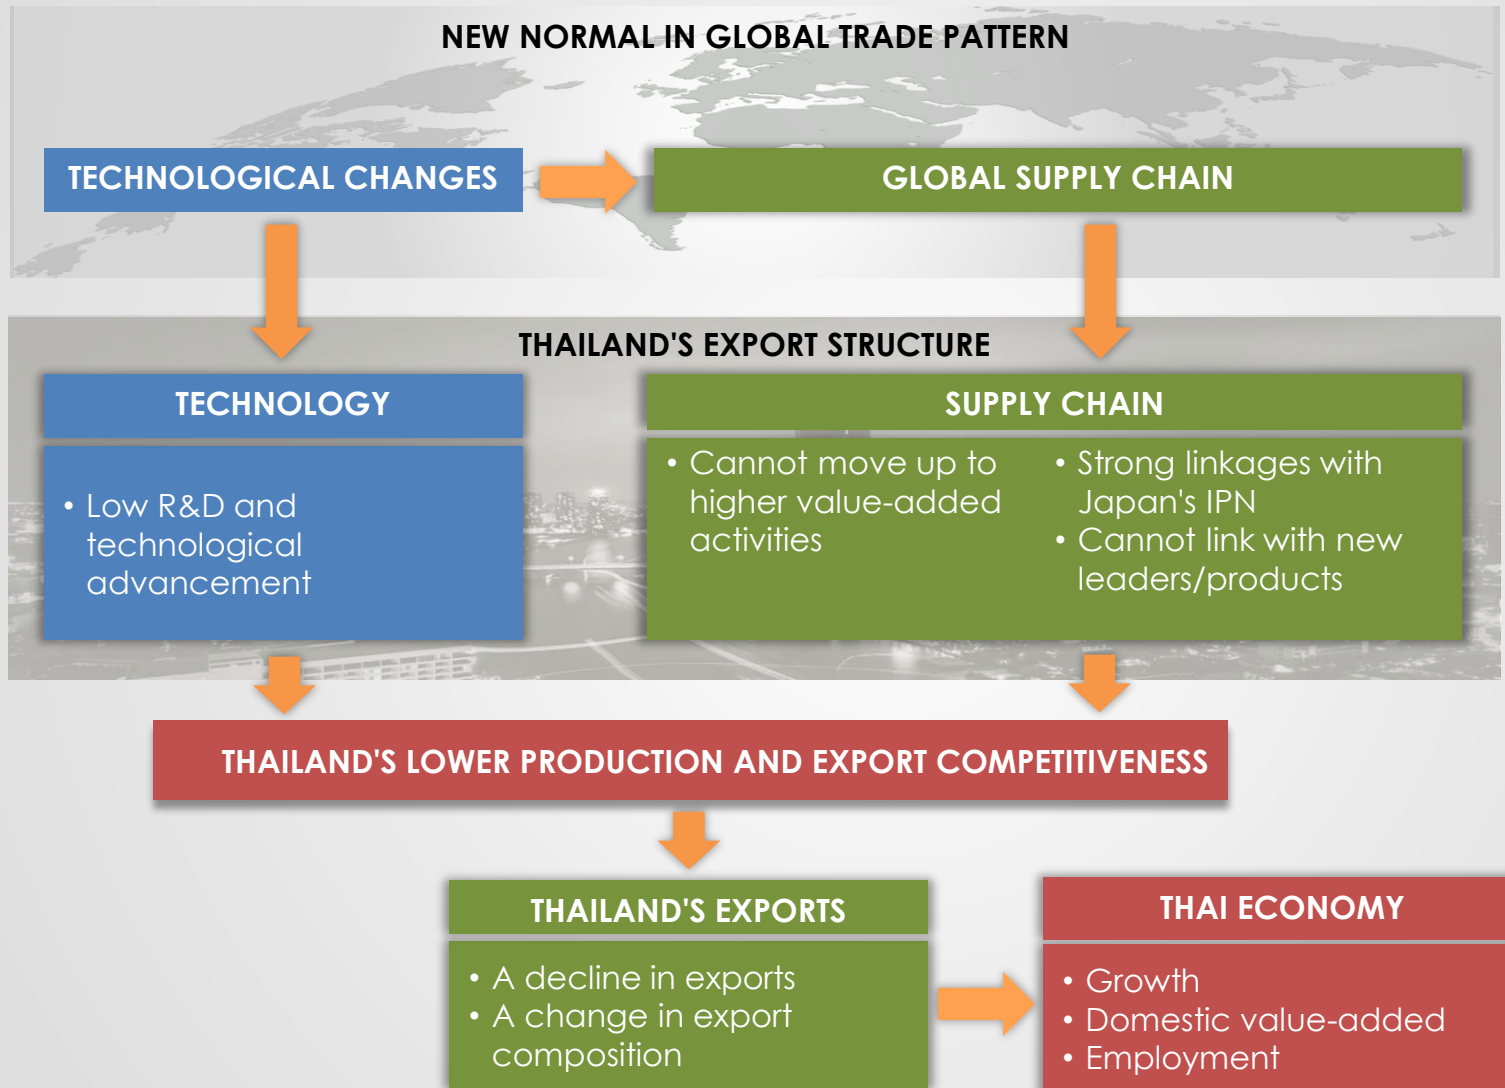 NEW NORMAL IN GLOBAL TRADE PATTERN
TECHNOLOGICAL CHANGES
GLOBAL SUPPLY CHAIN
THAILAND'S EXPORT STRUCTURE
TECHNOLOGY
• Low R&D and
technological
advancement
SUPPLY CHAIN
• Cannot move up to
higher value-added
activities
• Strong linkages with
Japan's IPN
• Cannot link with new
leaders/products
THAILAND'S LOWER PRODUCTION AND EXPORT COMPETITIVENESS
THAILAND'S EXPORTS
• A decline in exports
• A change in export
composition
THAI ECONOMY
• Growth
• Domestic value-added
• Employment